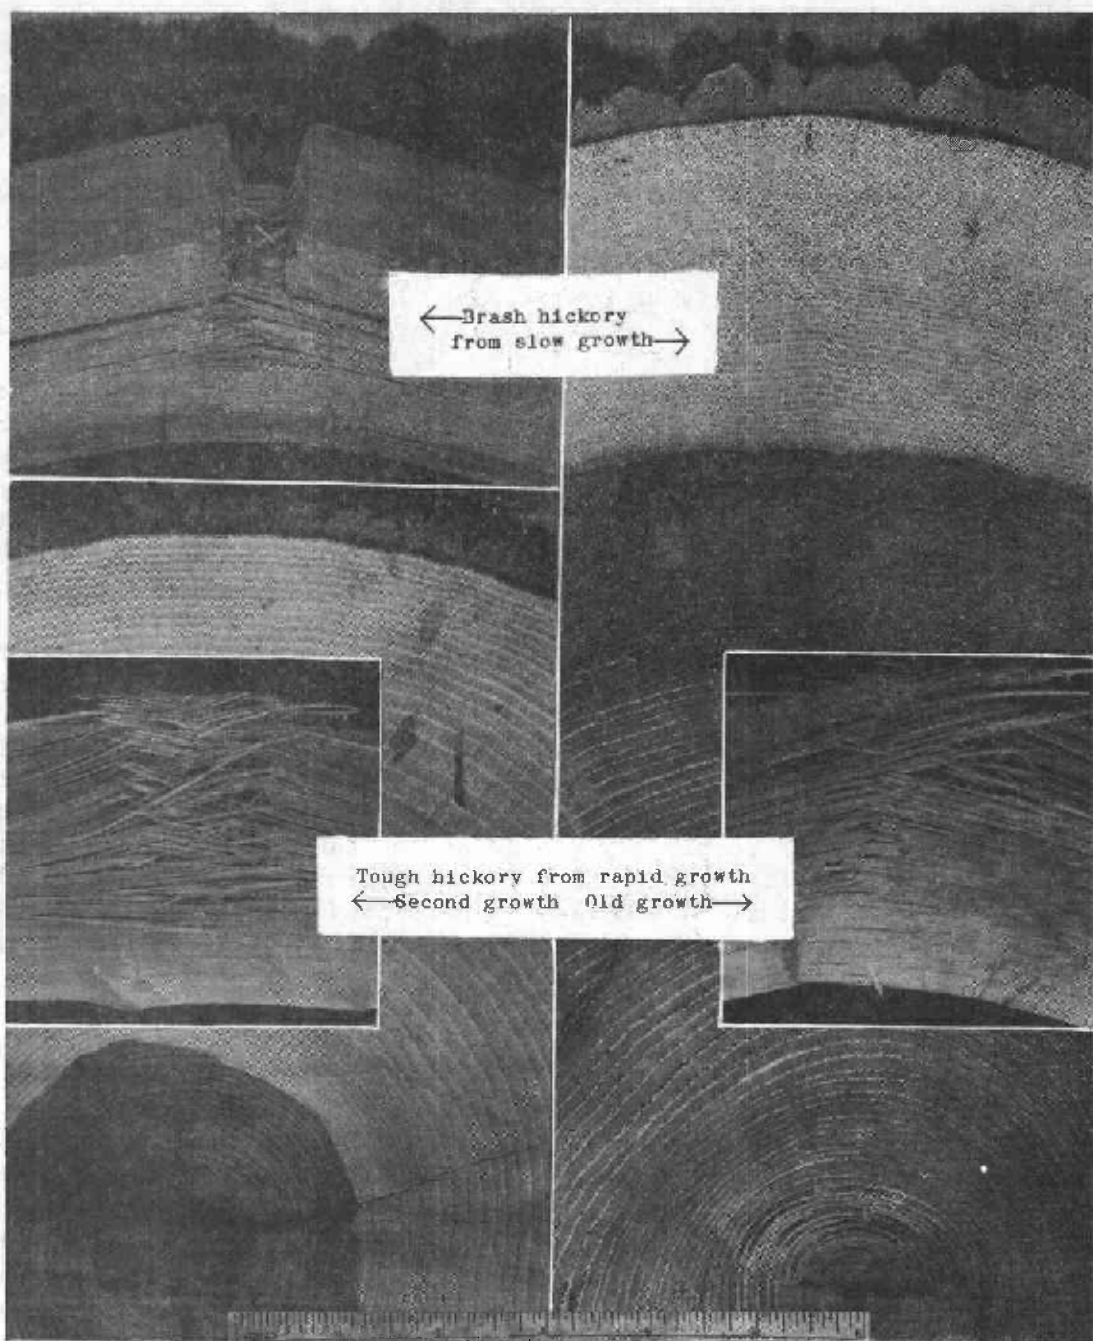 ←Brash hickory
from slow growth→
Tough hickory from rapid growth
←Second growth Old growth→